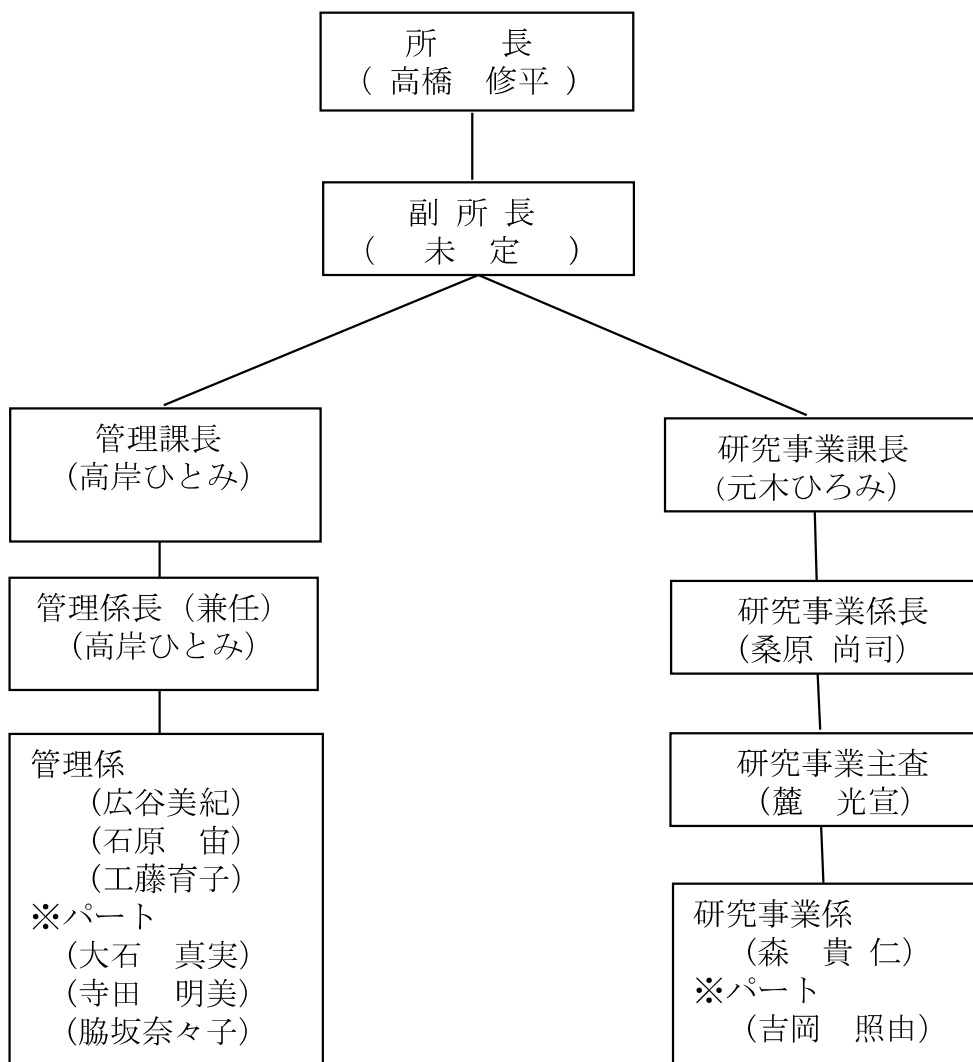 所　　長
（ 高橋　修平 ）
副 所 長
（　 未　定　 ）
管理課長
（高岸ひとみ）
管理係長（兼任）
（高岸ひとみ）
管理係
（広谷美紀）
（石原　宙）
（工藤育子）
※パート
（大石　真実）
（寺田　明美）
（脇坂奈々子）
研究事業課長
（元木ひろみ）
研究事業係長
（桑原 尚司）
研究事業主査
（麓　光宣）
研究事業係
（森　貴 仁）
※パート
（吉岡　照由）